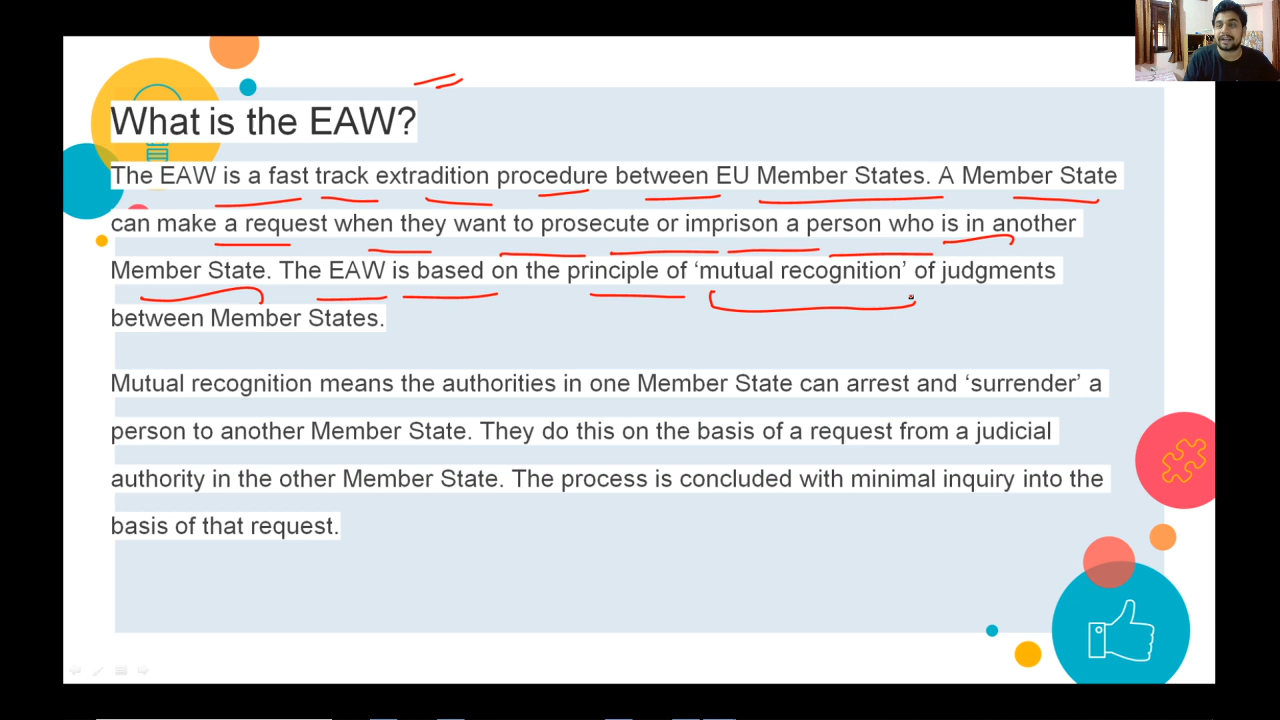 What is the EAW?
The EAW is a fast track extradition procedure between EU Member States. A Member State
can make a request when they want to prosecute or imprison a person who is in another
Member State. The EAW is based on the principle of ‘mutual recognition’ of judgments
between Member States.
Mutual recognition means the authorities in one Member State can arrest and ‘surrender’ a
person to another Member State. They do this on the basis of a request from a judicial
authority in the other Member State. The process is concluded with minimal inquiry into the
basis of that request.